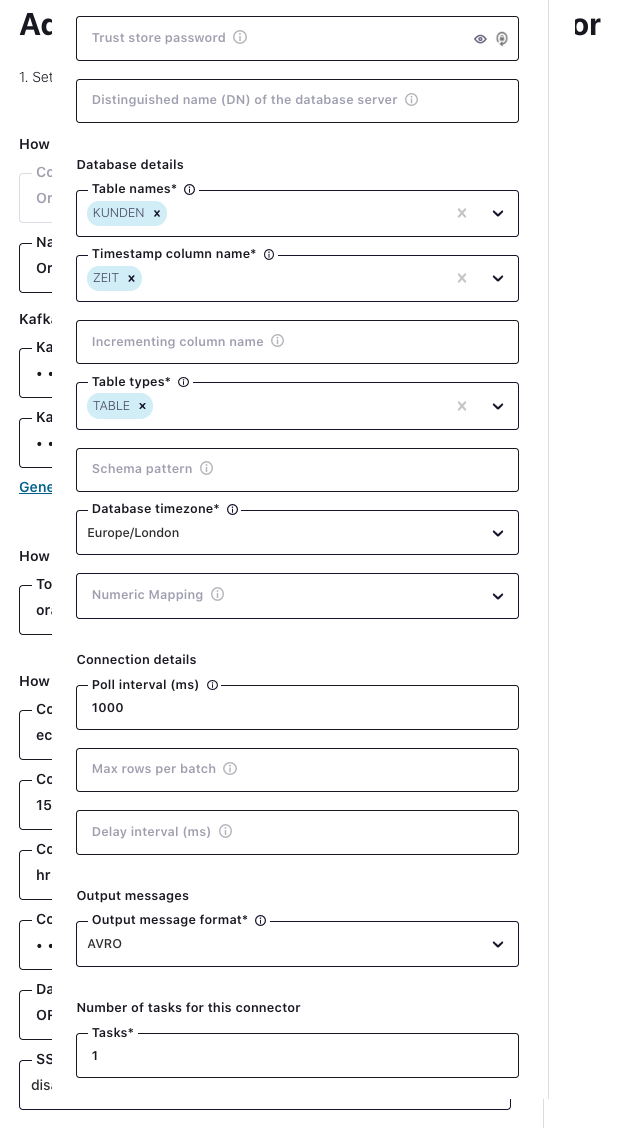 Ad
or
1. Set
How
Co
Or
Na
Or
Kafk
Ka
• •
Ka
• •
Gene
How
To
ora
How
Co
ec
Co
15
Co
hr
Co
• •
Da
OR
SS
disa
Trust store password
Distinguished name (DN) of the database server
Database details
Table names*
KUNDEN
Timestamp column name*
ZEIT
Incrementing column name
Table types*
TABLE
Schema pattern
Database timezone*
Europe/London
Numeric Mapping
Connection details
Poll interval (ms)
1000
Max rows per batch
Delay interval (ms)
Output messages
Output message format*
AVRO
Number of tasks for this connector
Tasks*
1